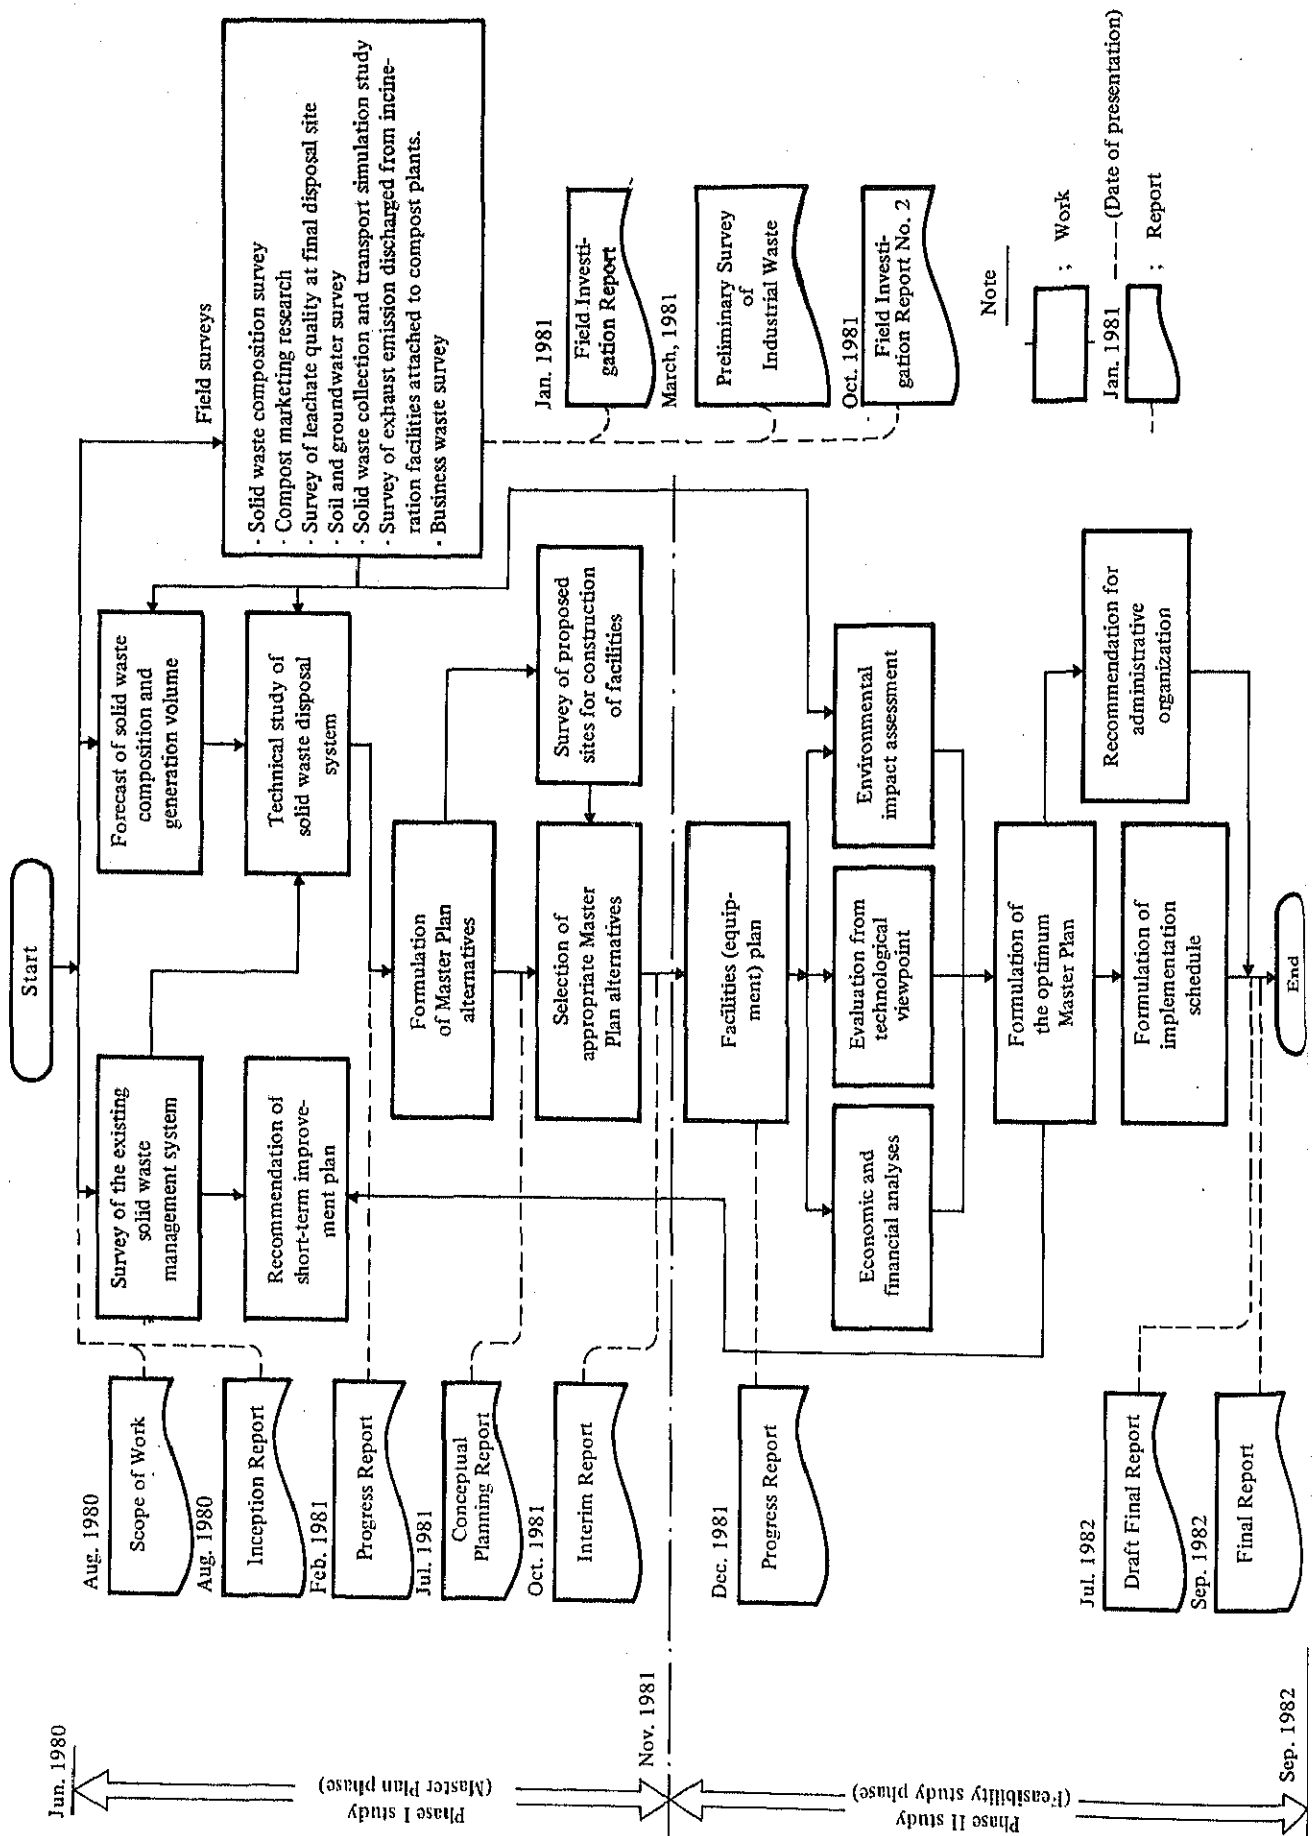 Start
Jun. 1980
Phase I study
(Master Plan phase)
Nov. 1981
Phase II study
(Feasibility study phase)
Sep. 1982
Aug. 1980
Scope of Work
Aug. 1980
Inception Report
Feb. 1981
Progress Report
Jul. 1981
Conceptual
Planning Report
Oct. 1981
Interim Report
Dec. 1981
Progress Report
Jul. 1982
Draft Final Report
Sep. 1982
Final Report
Survey of the existing
solid waste
management system
Recommendation of
short-term improve-
ment plan
Forecast of solid waste
composition and
generation volume
Technical study of
solid waste disposal
system
Formulation
of Master Plan
alternatives
Selection of
appropriate Master
Plan alternatives
Survey of proposed
sites for construction
of facilities
Facilities (equip-
ment) plan
Economic and
financial analyses
Evaluation from
technological
viewpoint
Environmental
impact assessment
Formulation of
the optimum
Master Plan
Formulation of
implementation
schedule
Recommendation for
administrative
organization
End
Field surveys
· Solid waste composition survey
· Compost marketing research
· Survey of leachate quality at final disposal site
· Soil and groundwater survey
· Solid waste collection and transport simulation study
· Survey of exhaust emission discharged from incine-
ration facilities attached to compost plants.
· Business waste survey
Jan. 1981
Field Investi-
gation Report
March, 1981
Preliminary Survey
of
Industrial Waste
Oct. 1981
Field Investi-
gation Report No. 2
Note
; Work
Jan. 1981 (Date of presentation)
; Report